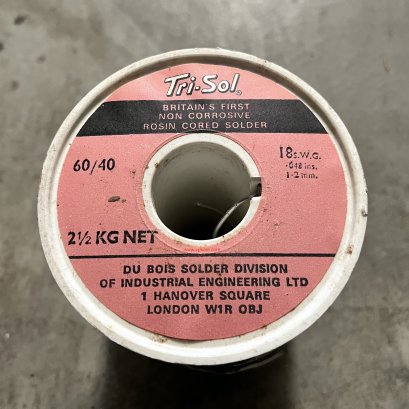 Tri-Sol
BRITAIN'S FIRST
NON CORROSIVE
ROSIN CORED SOLDER
60/40
18 S.W.G.
·048 ins.
1·2 mm.
2½ KG NET
DU BOIS SOLDER DIVISION
OF INDUSTRIAL ENGINEERING LTD
1 HANOVER SQUARE
LONDON W1R OBJ